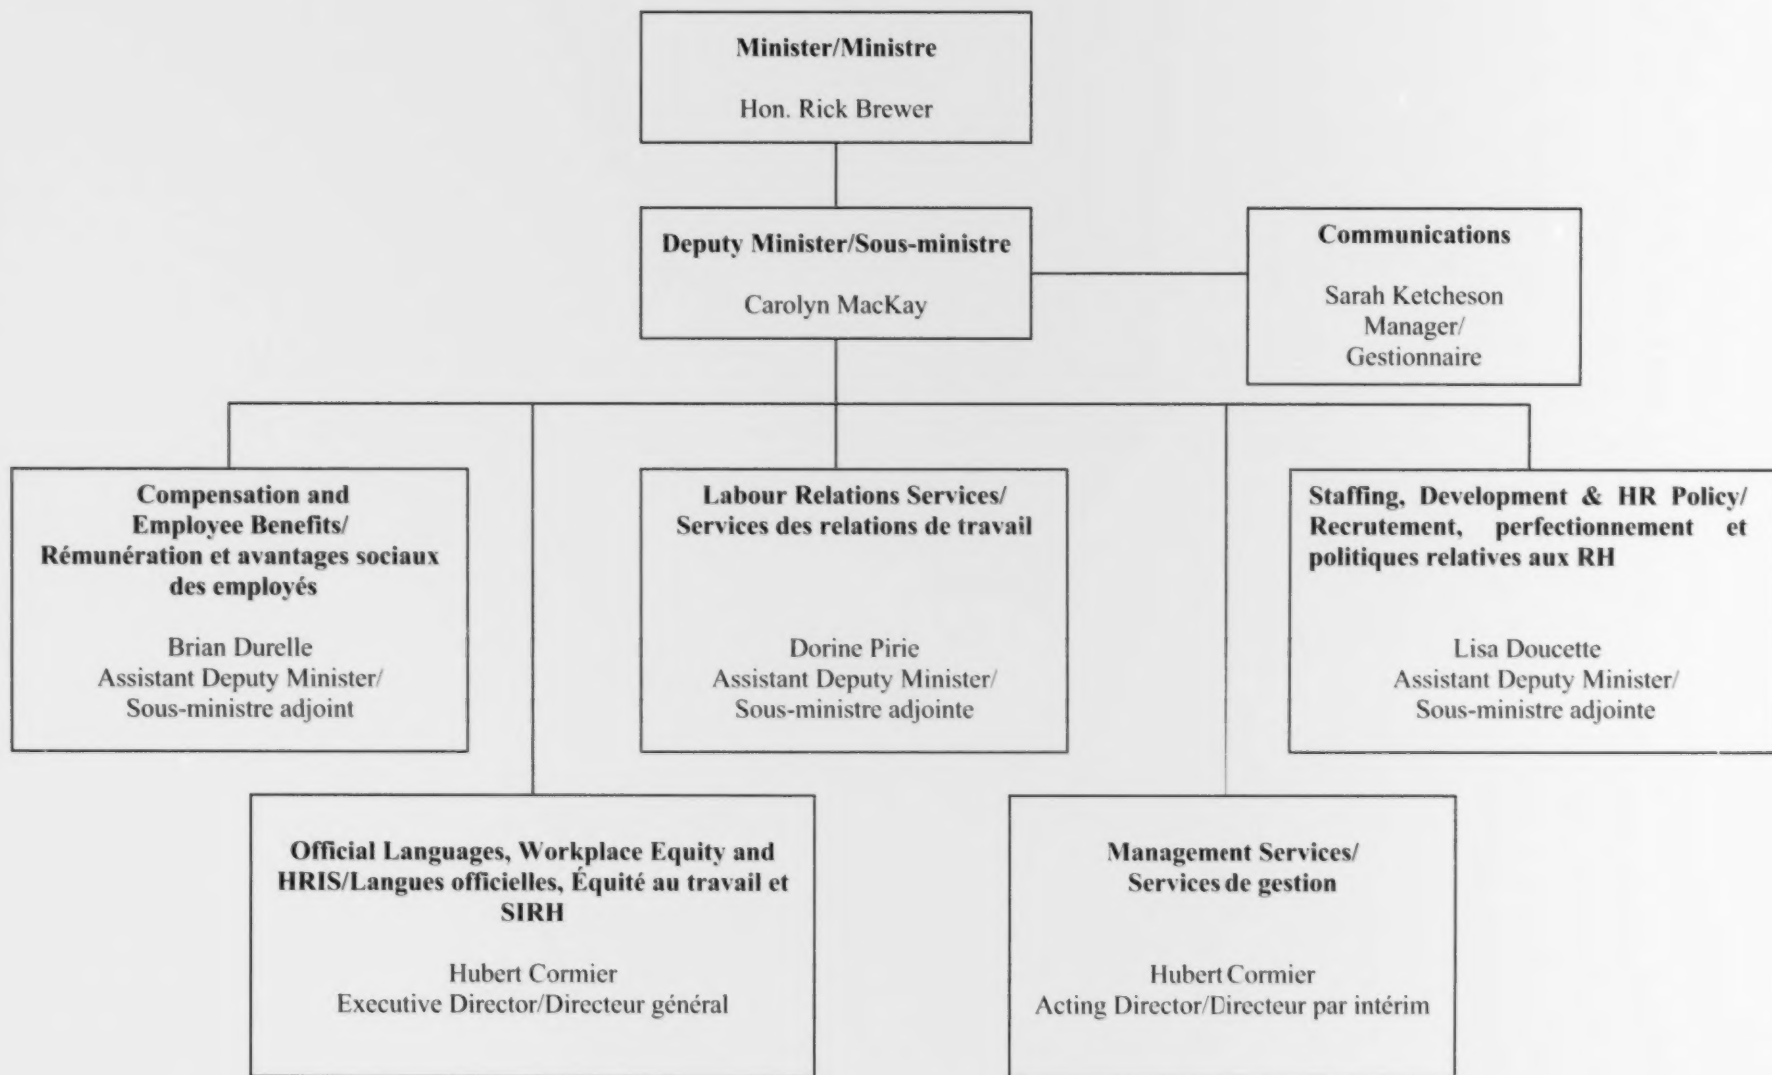 Minister/Ministre
Hon. Rick Brewer
Deputy Minister/Sous-ministre
Carolyn MacKay
Communications
Sarah Ketcheson
Manager/
Gestionnaire
Compensation and
Employee Benefits/
Rémunération et avantages sociaux
des employés
Brian Durelle
Assistant Deputy Minister/
Sous-ministre adjoint
Labour Relations Services/
Services des relations de travail
Dorine Pirie
Assistant Deputy Minister/
Sous-ministre adjointe
Staffing, Development & HR Policy/
Recrutement, perfectionnement et
politiques relatives aux RH
Lisa Doucette
Assistant Deputy Minister/
Sous-ministre adjointe
Official Languages, Workplace Equity and
HRIS/Langues officielles, Équité au travail et
SIRH
Hubert Cormier
Executive Director/Directeur général
Management Services/
Services de gestion
Hubert Cormier
Acting Director/Directeur par intérim